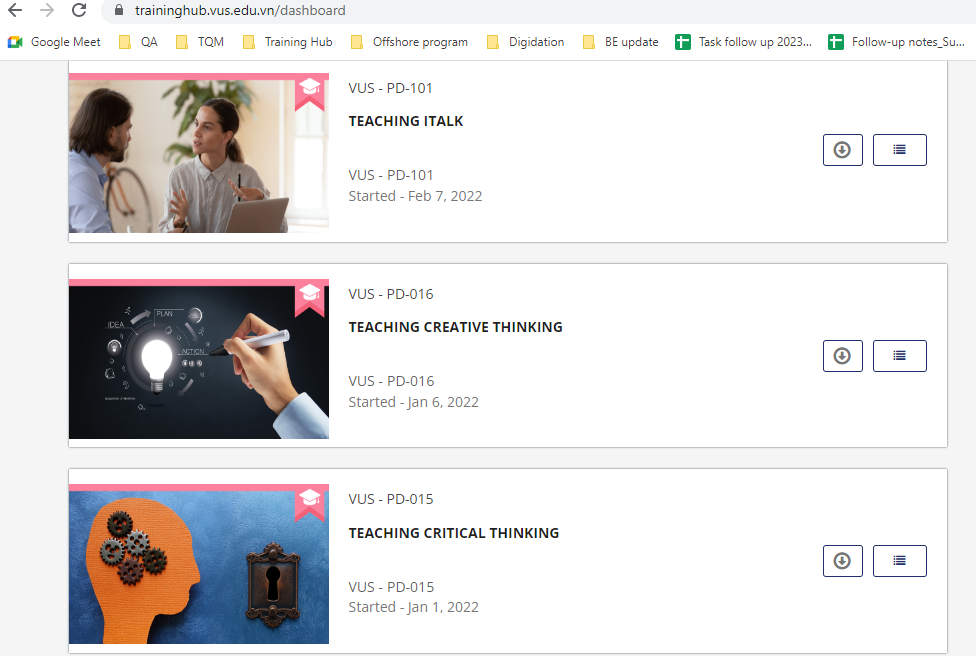 traininghub.vus.edu.vn/dashboard
Google Meet QA TQM Training Hub Offshore program Digidation BE update Task follow up 2023... Follow-up notes_Su...
VUS - PD-101
TEACHING ITALK
VUS - PD-101
Started - Feb 7, 2022
VUS - PD-016
TEACHING CREATIVE THINKING
IDEA
PLAN
ACTION
VUS - PD-016
Started - Jan 6, 2022
VUS - PD-015
TEACHING CRITICAL THINKING
VUS - PD-015
Started - Jan 1, 2022